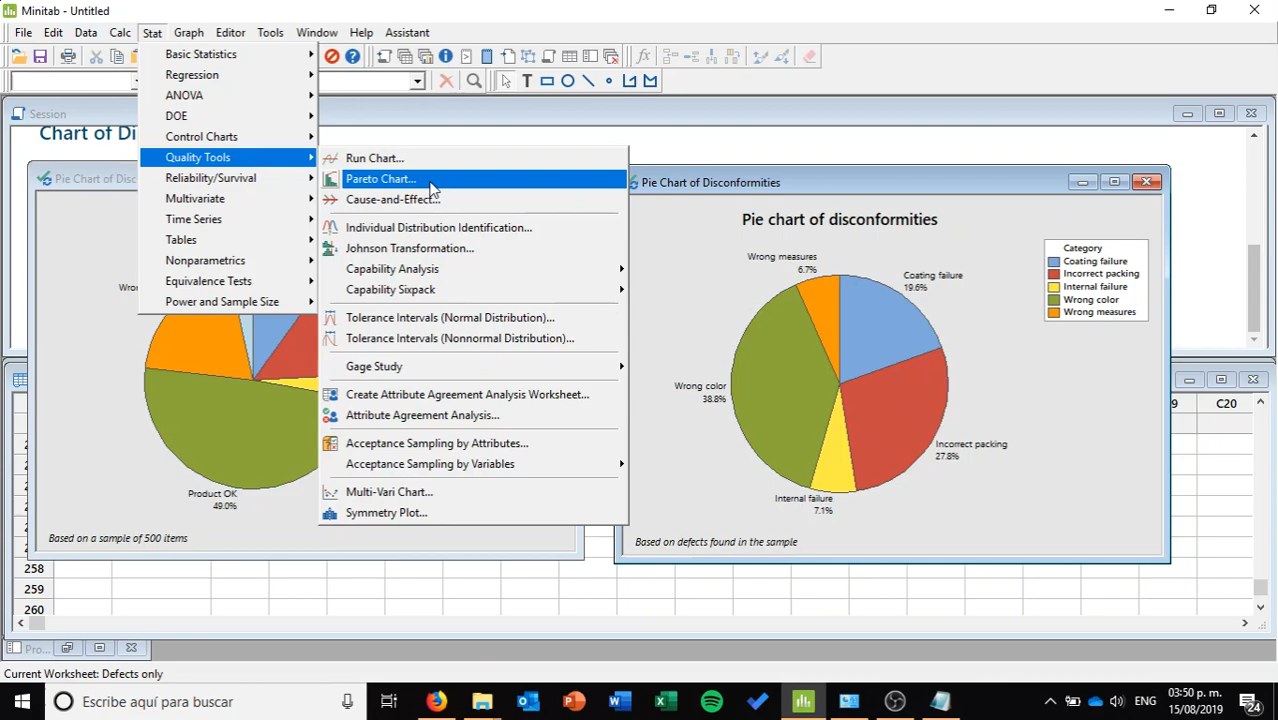 Minitab - Untitled
File Edit Data Calc Stat Graph Editor Tools Window Help Assistant
Basic Statistics
Regression
ANOVA
DOE
Control Charts
Quality Tools
Reliability/Survival
Multivariate
Time Series
Tables
Nonparametrics
Equivalence Tests
Power and Sample Size
Run Chart...
Pareto Chart...
Cause-and-Effect...
Individual Distribution Identification...
Johnson Transformation...
Capability Analysis
Capability Sixpack
Tolerance Intervals (Normal Distribution)...
Tolerance Intervals (Nonnormal Distribution)...
Gage Study
Create Attribute Agreement Analysis Worksheet...
Attribute Agreement Analysis...
Acceptance Sampling by Attributes...
Acceptance Sampling by Variables
Multi-Vari Chart...
Symmetry Plot...
Session
Chart of Di
Pie Chart of Disc
Wro
Product OK
49.0%
Based on a sample of 500 items
Pie Chart of Disconformities
Pie chart of disconformities
Wrong measures
6.7%
Coating failure
19.6%
Wrong color
38.8%
Incorrect packing
27.8%
Internal failure
7.1%
Category
Coating failure
Incorrect packing
Internal failure
Wrong color
Wrong measures
Based on defects found in the sample
9 C20
258
259
260
Pro...
Current Worksheet: Defects only
Escribe aquí para buscar
ENG
03:50 p. m.
15/08/2019
24